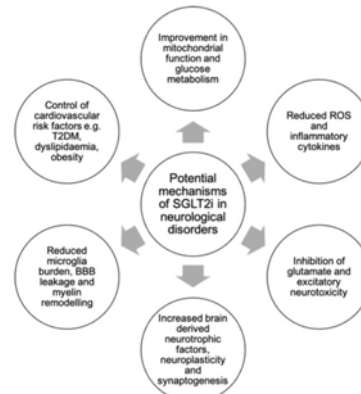 Improvement in
mitochondrial
function and
glucose
metabolism
Control of
cardiovascular
risk factors e.g.
T2DM,
dyslipidaemia,
obesity
Reduced ROS
and
inflammatory
cytokines
Potential
mechanisms
of SGLT2i in
neurological
disorders
Reduced
microglia
burden, BBB
leakage and
myelin
remodelling
Inhibition of
glutamate and
excitatory
neurotoxicity
Increased brain
derived
neurotrophic
factors,
neuroplasticity
and
synaptogenesis